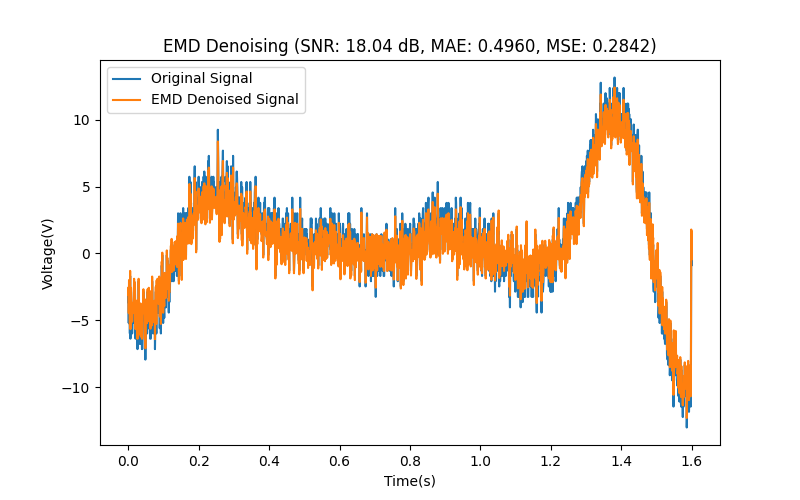 EMD Denoising (SNR: 18.04 dB, MAE: 0.4960, MSE: 0.2842)
Original Signal
EMD Denoised Signal
Voltage(V)
10
5
0
−5
−10
0.0 0.2 0.4 0.6 0.8 1.0 1.2 1.4 1.6
Time(s)